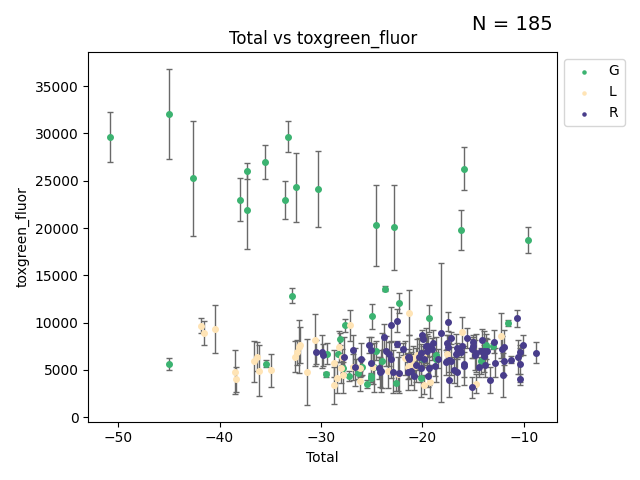 N = 185
Total vs toxgreen_fluor
G
L
R
35000
30000
25000
20000
15000
10000
5000
0
toxgreen_fluor
−50
−40
−30
−20
−10
Total